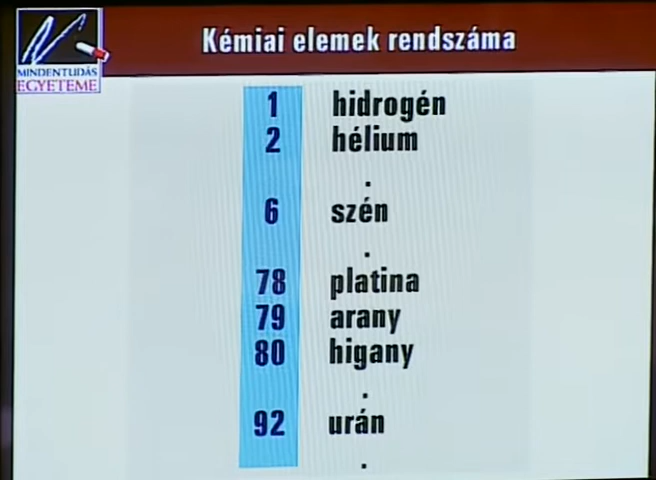 MINDENTUDÁS
EGYETEME
Kémiai elemek rendszáma
1 hidrogén
2 hélium
.
6 szén
.
78 platina
79 arany
80 higany
.
92 urán
.